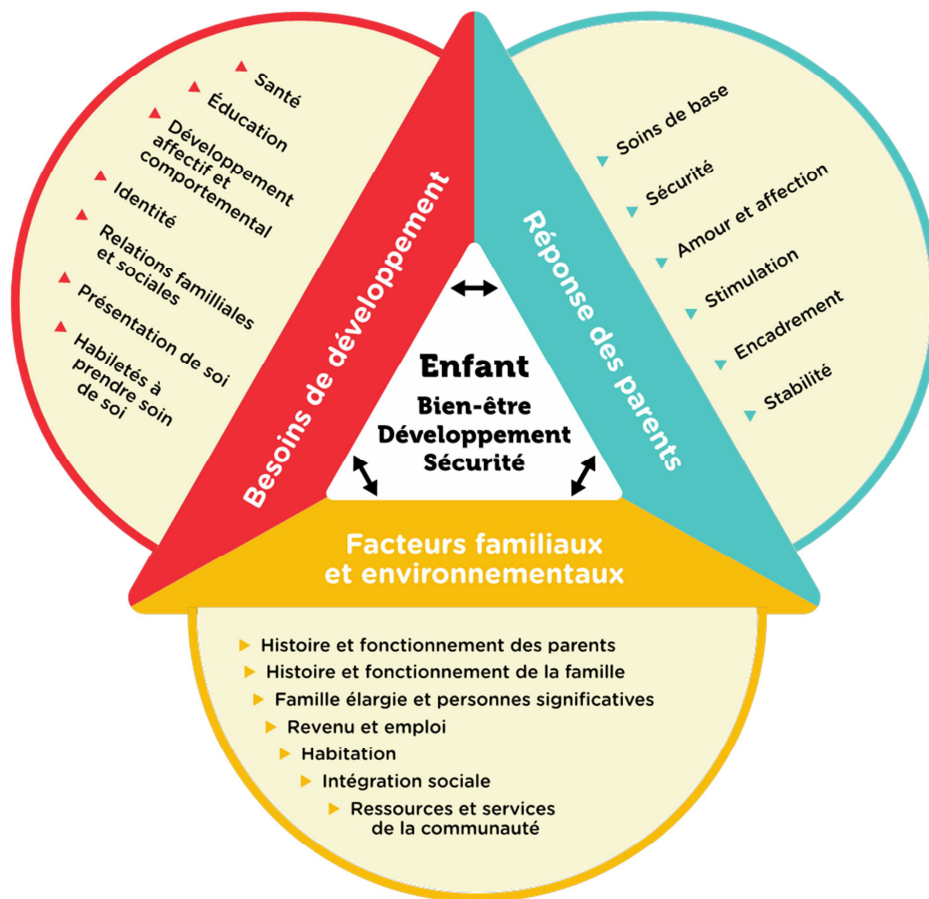 Santé
Éducation
Développement
affectif et
comportemental
Identité
Relations familliales
et sociales
Présentation de soi
Habiletés à
prendre soin
de soi
Besoins de développement
Soins de base
Sécurité
Amour et affection
Stimulation
Encadrement
Stabilité
Réponse des parents
Enfant
Bien-être
Développement
Sécurité
Facteurs familiaux
et environnementaux
Histoire et fonctionnement des parents
Histoire et fonctionnement de la famille
Famille élargie et personnes significatives
Revenu et emploi
Habitation
Intégration sociale
Ressources et services
de la communauté